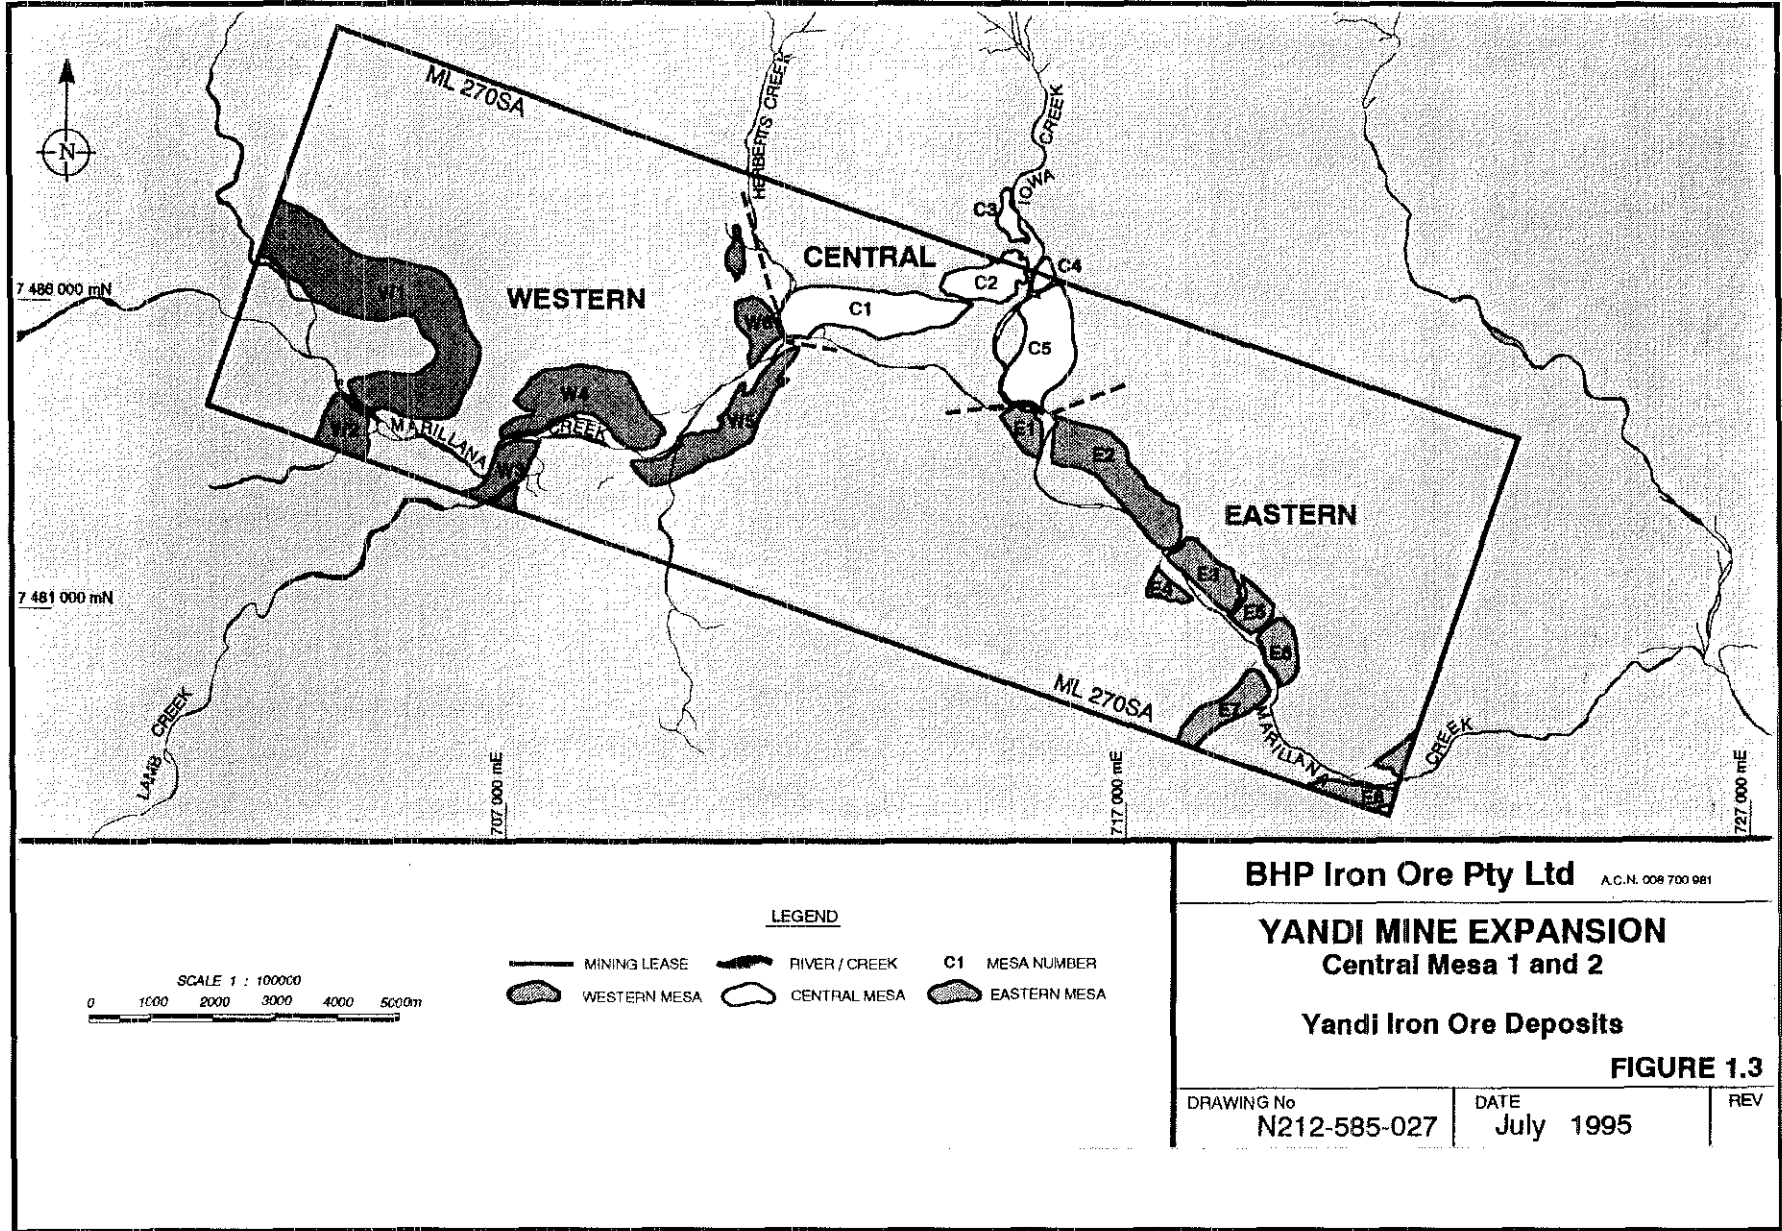 ML 270SA
HERBERTS CREEK
IOWA CREEK
N
C3
CENTRAL
C4
C2
7 486 000 mN
WESTERN
W1
W6
C1
C5
W4
W5
W2
MARILLANA
CREEK
W3
E1
E2
EASTERN
E3
E4
E5
7 481 000 mN
E6
ML 270SA
E7
LAMB CREEK
MARILLANA
CREEK
E8
707 000 mE
717 000 mE
727 000 mE
LEGEND
MINING LEASE
RIVER / CREEK
C1 MESA NUMBER
WESTERN MESA
CENTRAL MESA
EASTERN MESA
SCALE 1 : 100000
0 1000 2000 3000 4000 5000m
BHP Iron Ore Pty Ltd A.C.N. 008 700 981
YANDI MINE EXPANSION
Central Mesa 1 and 2
Yandi Iron Ore Deposits
FIGURE 1.3
DRAWING No
N212-585-027
DATE
July 1995
REV